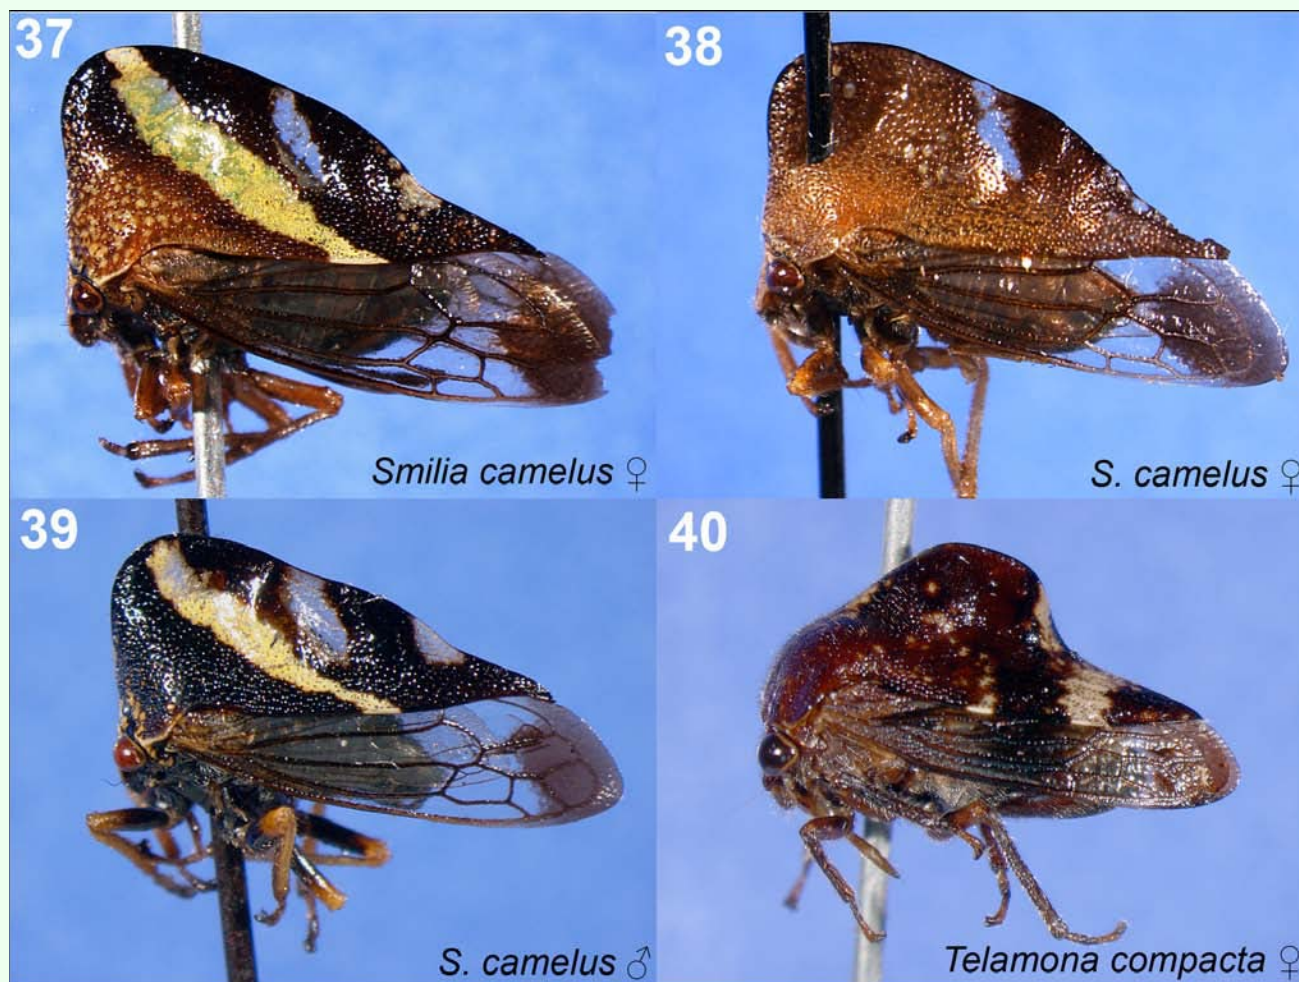 37
38
Smilia camelus ♀
S. camelus ♀
39
40
S. camelus ♂
Telamona compacta ♀